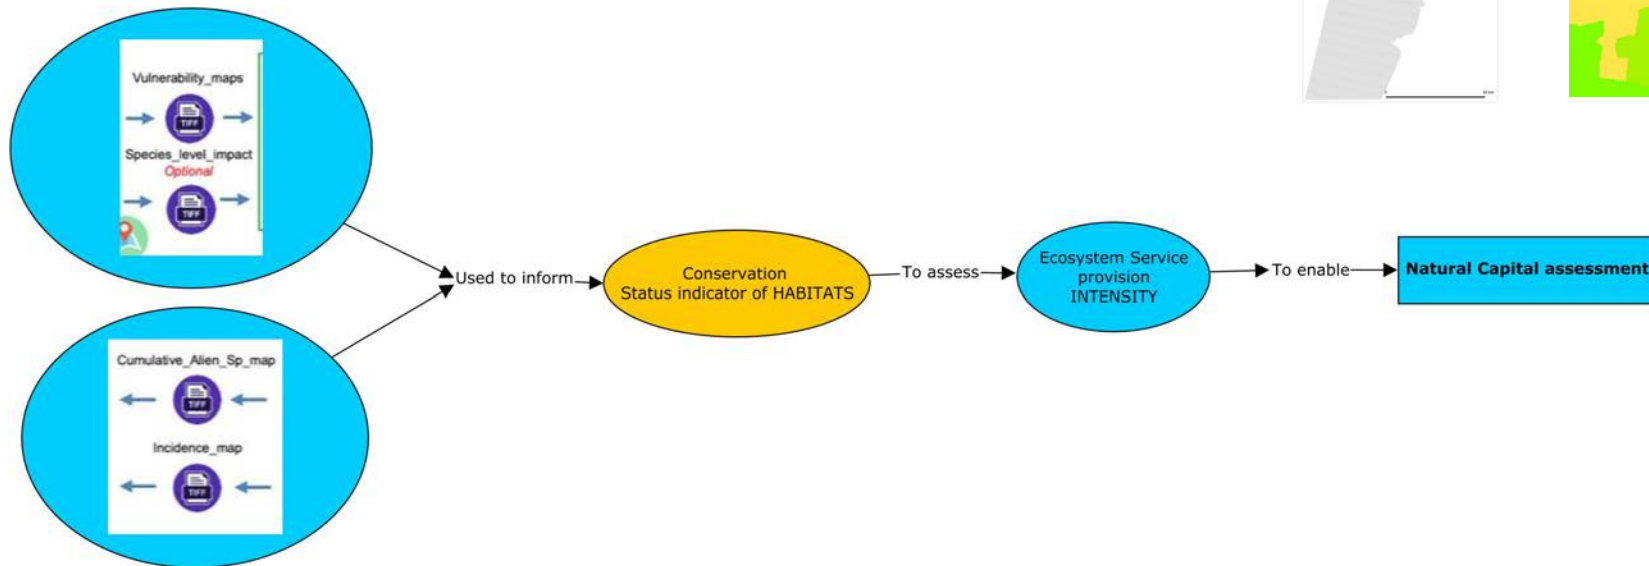 Vulnerability_maps
TIFF
Species_level_impact
Optional
TIFF
Cumulative_Alien_Sp_map
TIFF
Incidence_map
TIFF
Used to inform
Conservation
Status indicator of HABITATS
To assess
Ecosystem Service
provision
INTENSITY
To enable
Natural Capital assessment